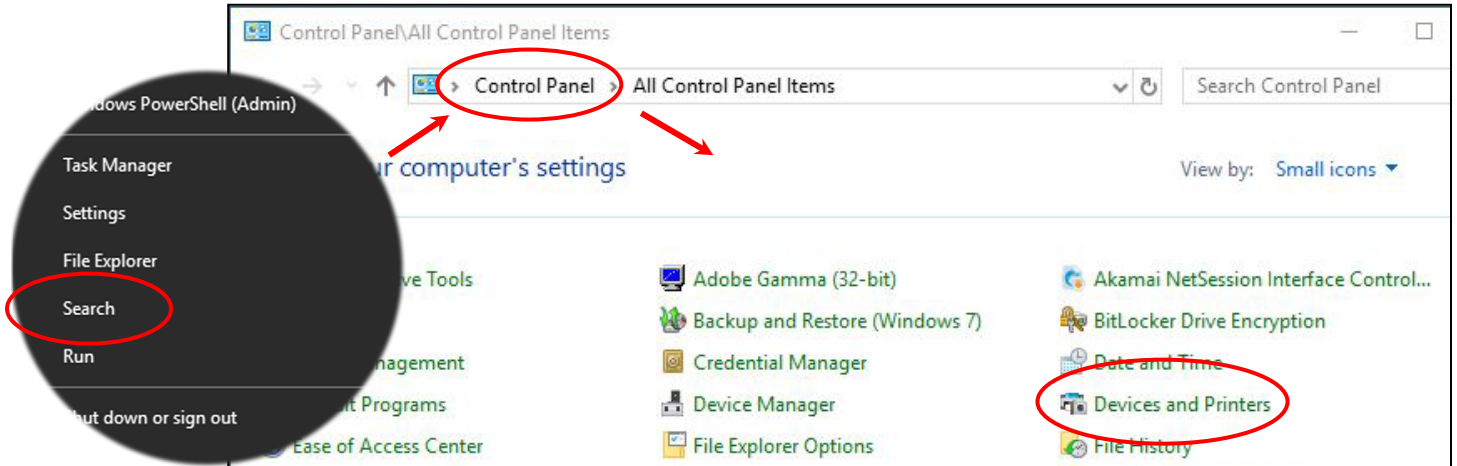 Control Panel\All Control Panel Items
Control Panel > All Control Panel Items
Search Control Panel
Windows PowerShell (Admin)
Task Manager
Settings
File Explorer
Search
Run
Shut down or sign out
computer's settings
View by: Small icons
Tools
Adobe Gamma (32-bit)
Akamai NetSession Interface Control...
Backup and Restore (Windows 7)
BitLocker Drive Encryption
Credential Manager
Date and Time
Programs
Device Manager
Devices and Printers
Ease of Access Center
File Explorer Options
File History